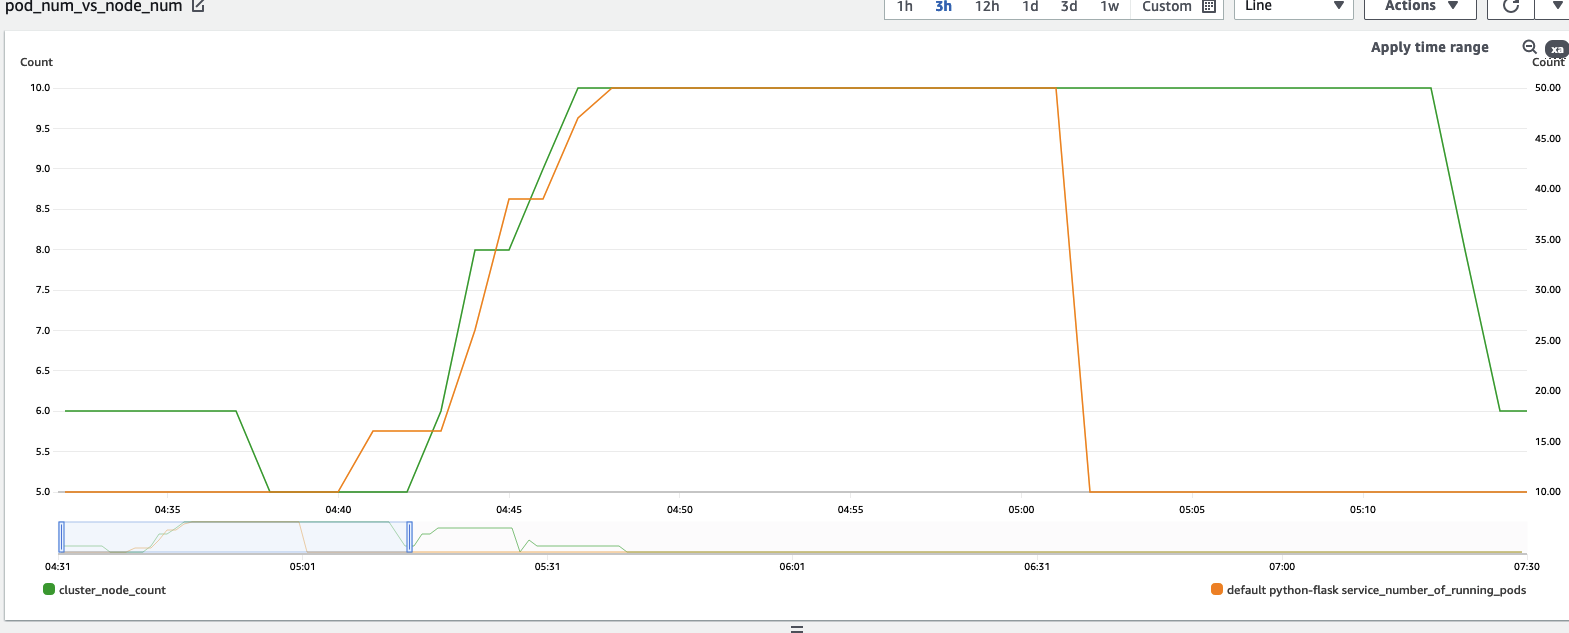 pod_num_vs_node_num
1h 3h 12h 1d 3d 1w Custom Line Actions
Apply time range
xa
Count
Count
10.0
9.5
9.0
8.5
8.0
7.5
7.0
6.5
6.0
5.5
5.0
50.00
45.00
40.00
35.00
30.00
25.00
20.00
15.00
10.00
04:35 04:40 04:45 04:50 04:55 05:00 05:05 05:10
04:31 05:01 05:31 06:01 06:31 07:00 07:30
cluster_node_count
default python-flask service_number_of_running_pods